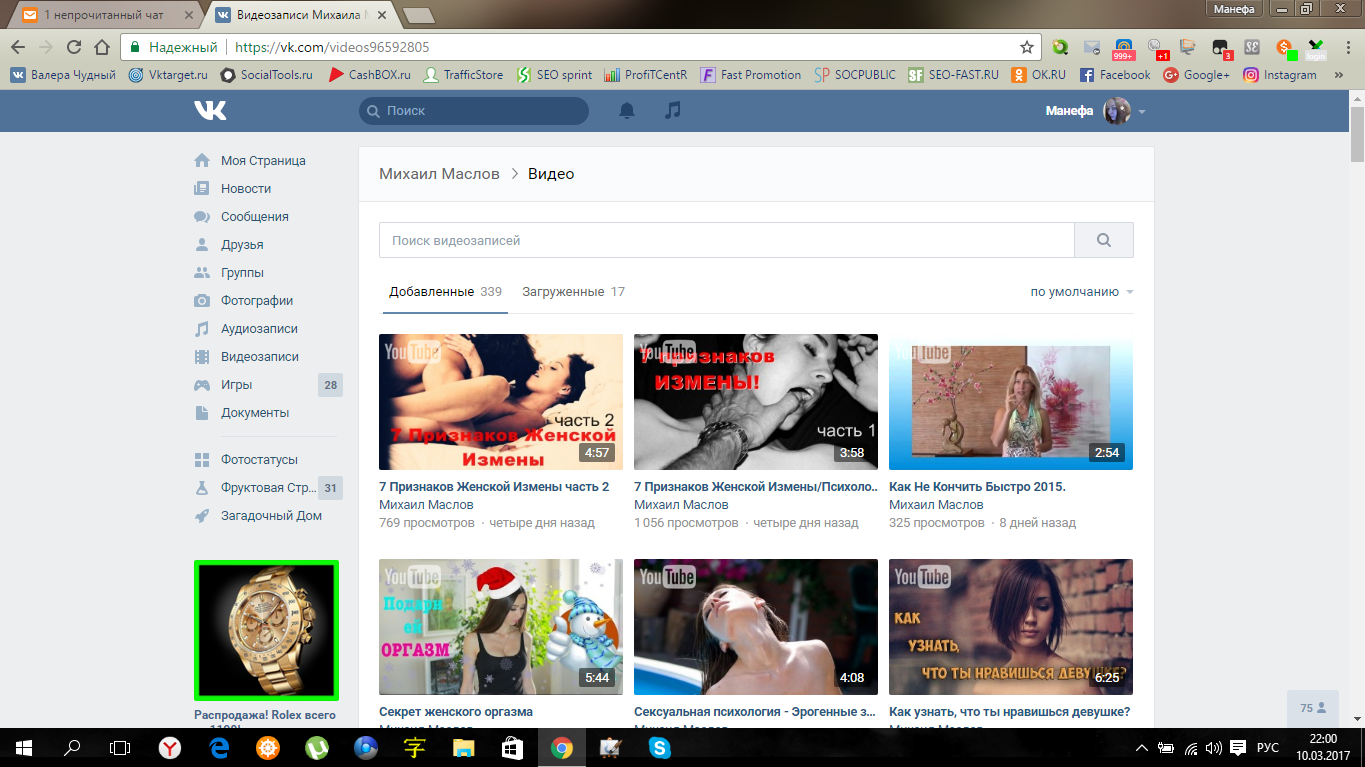 1 непрочитанный чат
Видеозаписи Михаила М
Манефа
Надежный
https://vk.com/videos96592805
999+
+1
3
login
Валера Чудный
Vktarget.ru
SocialTools.ru
CashBOX.ru
TrafficStore
SEO sprint
ProfiTCentR
Fast Promotion
SOCPUBLIC
SEO-FAST.RU
OK.RU
Facebook
Google+
Instagram
»
Поиск
Манефа
Моя Страница
Новости
Сообщения
Друзья
Группы
Фотографии
Аудиозаписи
Видеозаписи
Игры 28
Документы
Фотостатусы
Фруктовая Стр... 31
Загадочный Дом
Распродажа! Rolex всего
Михаил Маслов > Видео
Поиск видеозаписей
Добавленные 339 Загруженные 17 по умолчанию
YouTube
часть 2
7 Признаков Женской
Измены
4:57
7 Признаков Женской Измены часть 2
Михаил Маслов
769 просмотров · четыре дня назад
YouTube
7 признаков
ИЗМЕНЫ!
часть 1
3:58
7 Признаков Женской Измены/Психоло...
Михаил Маслов
1 056 просмотров · четыре дня назад
YouTube
2:54
Как Не Кончить Быстро 2015.
Михаил Маслов
325 просмотров · 8 дней назад
YouTube
Подари
ей
ОРГАЗМ
5:44
Секрет женского оргазма
Михаил Маслов
YouTube
4:08
Сексуальная психология - Эрогенные з...
Михаил Маслов
YouTube
КАК
УЗНАТЬ,
ЧТО ТЫ НРАВИШЬСЯ ДЕВУШКЕ?
6:25
Как узнать, что ты нравишься девушке?
Михаил Маслов
75
РУС
22:00
10.03.2017